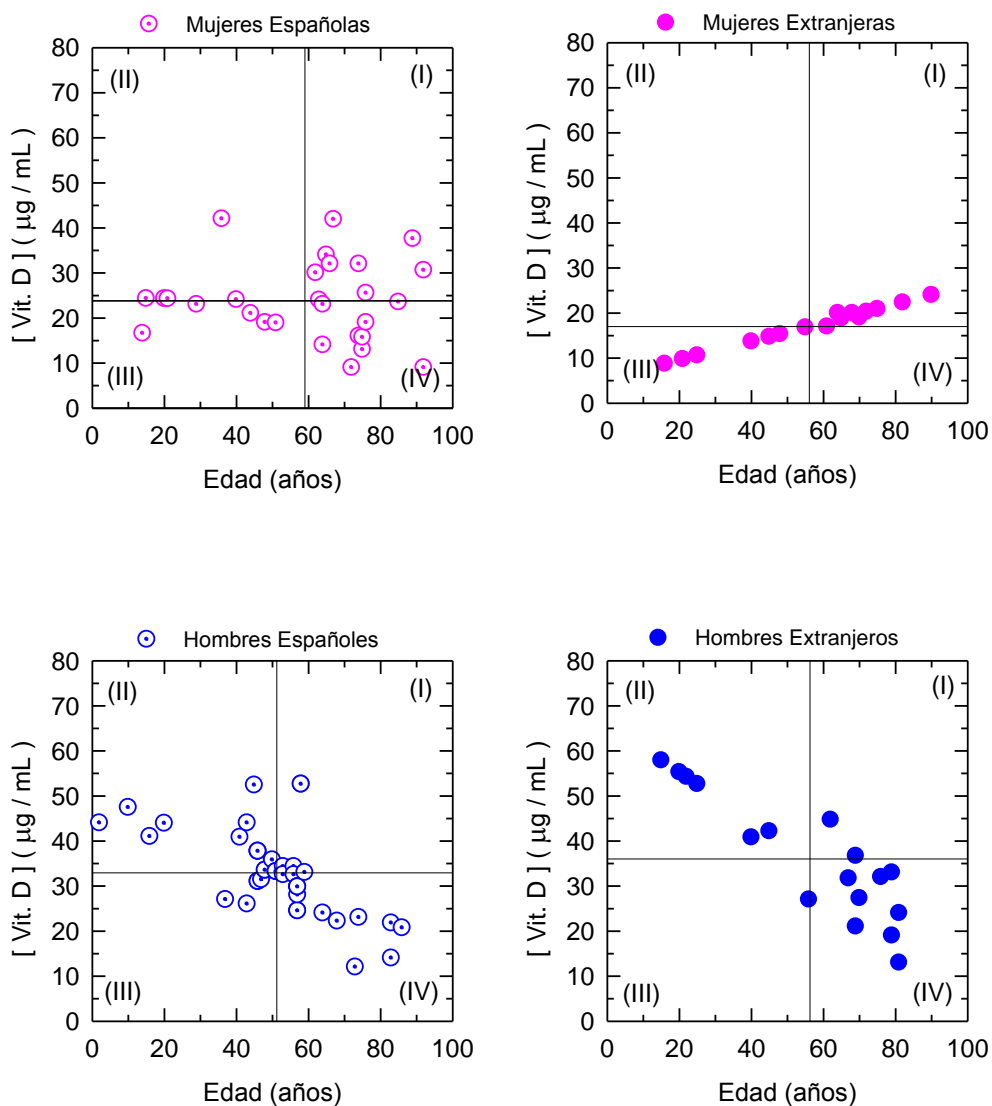 Mujeres Españolas
80
(II)
(I)
70
60
50
40
30
20
10
(III)
(IV)
0
0 20 40 60 80 100
[ Vit. D ] ( μg / mL )
Edad (años)
Mujeres Extranjeras
80
(II)
(I)
70
60
50
40
30
20
10
(III)
(IV)
0
0 20 40 60 80 100
[ Vit. D ] ( μg / mL )
Edad (años)
Hombres Españoles
80
(II)
(I)
70
60
50
40
30
20
10
(III)
(IV)
0
0 20 40 60 80 100
[ Vit. D ] ( μg / mL )
Edad (años)
Hombres Extranjeros
80
(II)
(I)
70
60
50
40
30
20
10
(III)
(IV)
0
0 20 40 60 80 100
[ Vit. D ] ( μg / mL )
Edad (años)